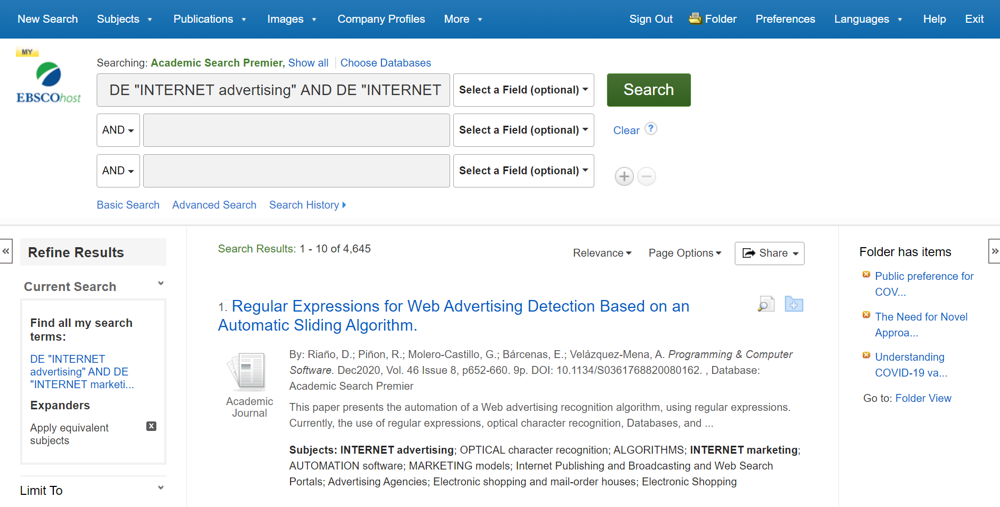 New Search Subjects Publications Images Company Profiles More Sign Out Folder Preferences Languages Help Exit
MY
EBSCOhost
Searching: Academic Search Premier, Show all Choose Databases
DE "INTERNET advertising" AND DE "INTERNET Select a Field (optional) Search
AND Select a Field (optional) Clear ?
AND Select a Field (optional)
Basic Search Advanced Search Search History
Refine Results
Current Search
Find all my search
terms:
DE "INTERNET
advertising" AND DE
"INTERNET marketi...
Expanders
Apply equivalent
subjects
Limit To
Search Results: 1 - 10 of 4,645
Relevance Page Options Share
1. Regular Expressions for Web Advertising Detection Based on an
Automatic Sliding Algorithm.
Academic
Journal
By: Riaño, D.; Piñon, R.; Molero-Castillo, G.; Bárcenas, E.; Velázquez-Mena, A. Programming & Computer
Software. Dec2020, Vol. 46 Issue 8, p652-660. 9p. DOI: 10.1134/S0361768820080162. , Database:
Academic Search Premier
This paper presents the automation of a Web advertising recognition algorithm, using regular expressions.
Currently, the use of regular expressions, optical character recognition, Databases, and ...
Subjects: INTERNET advertising; OPTICAL character recognition; ALGORITHMS; INTERNET marketing;
AUTOMATION software; MARKETING models; Internet Publishing and Broadcasting and Web Search
Portals; Advertising Agencies; Electronic shopping and mail-order houses; Electronic Shopping
Folder has items
Public preference for
COV...
The Need for Novel
Approa...
Understanding
COVID-19 va...
Go to: Folder View